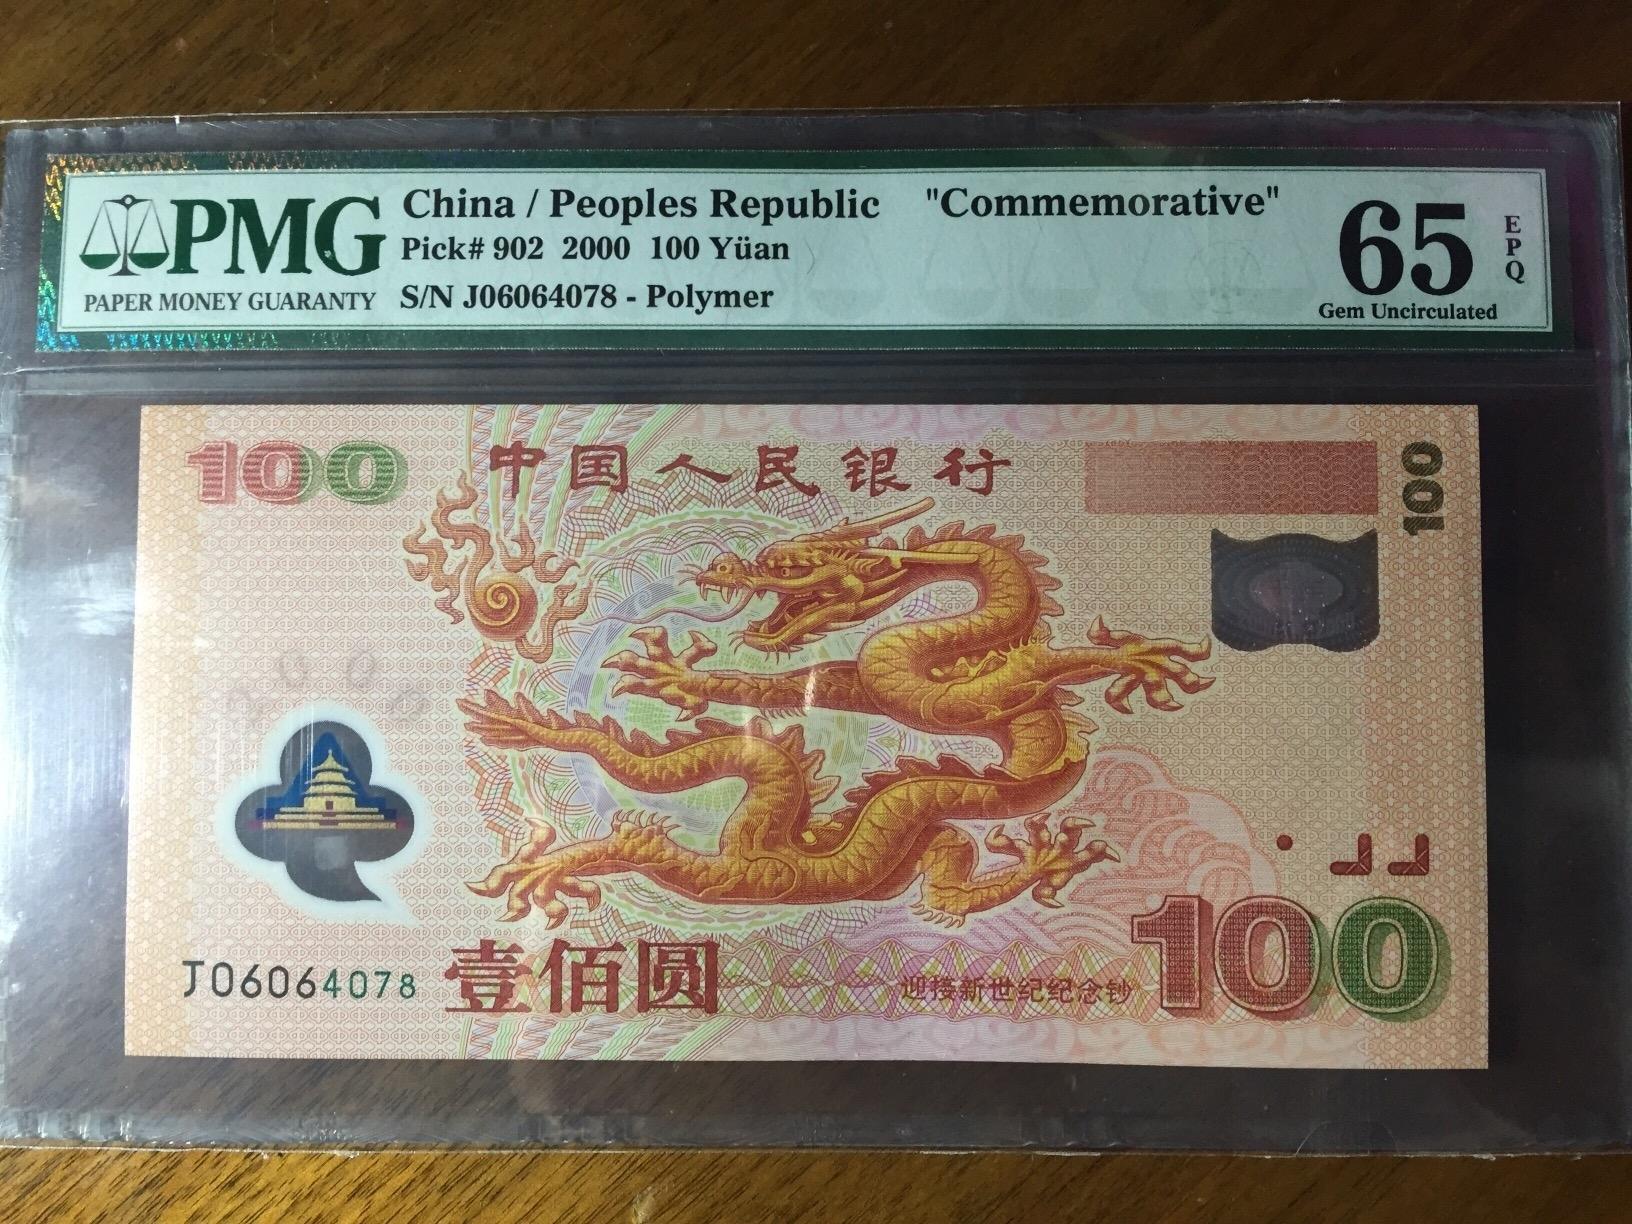 PMG
PAPER MONEY GUARANTY
China / Peoples Republic "Commemorative"
Pick# 902 2000 100 Yüan
S/N J06064078 - Polymer
65
EPQ
Gem Uncirculated
100
中国人民银行
100
J06064078
壹佰圆
迎接新世纪纪念钞
100